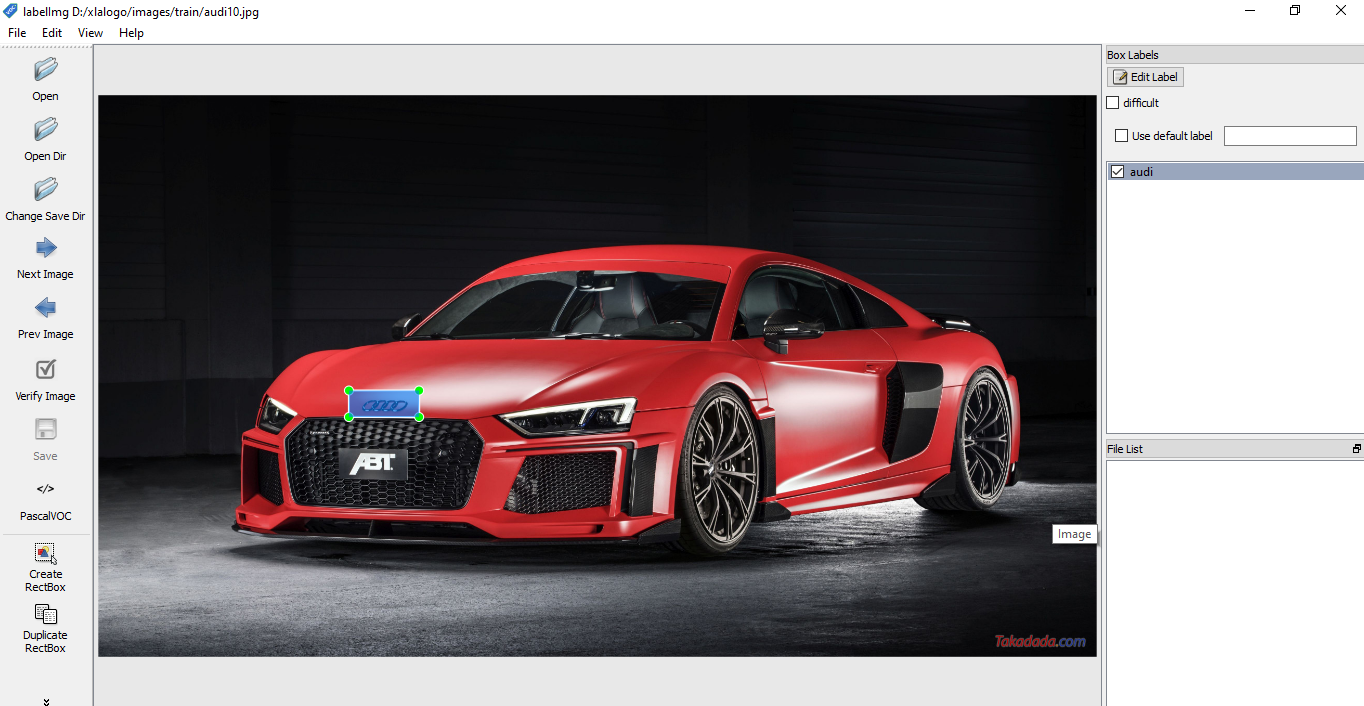 labelImg D:/xlalogo/images/train/audi10.jpg
File Edit View Help
Open
Open Dir
Change Save Dir
Next Image
Prev Image
Verify Image
Save
</>
PascalVOC
Create
RectBox
Duplicate
RectBox
ABT
Takadada.com
Image
Box Labels
Edit Label
difficult
Use default label
audi
File List